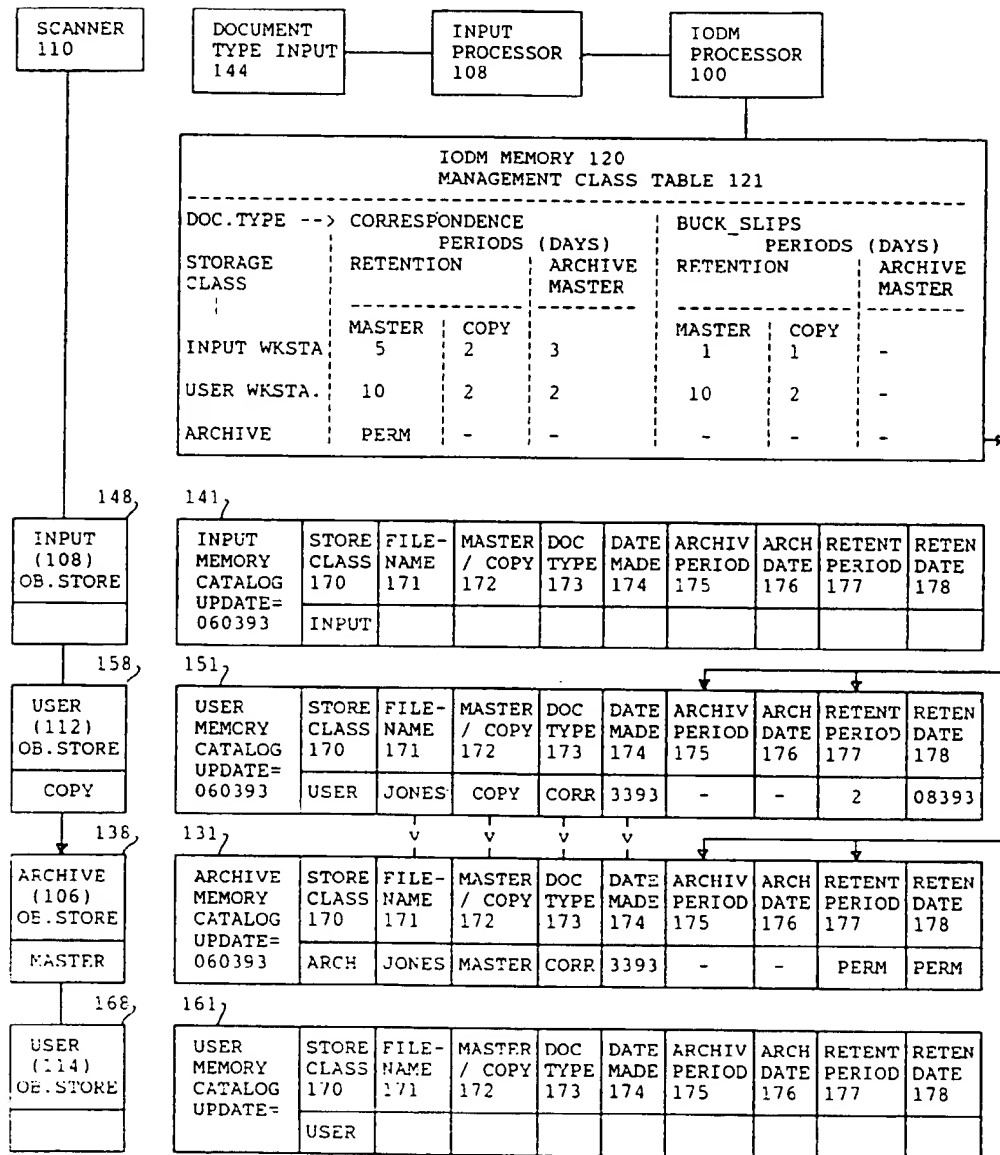 SCANNER
110
DOCUMENT
TYPE INPUT
144
INPUT
PROCESSOR
108
IODM
PROCESSOR
100
IODM MEMORY 120
MANAGEMENT CLASS TABLE 121
DOC.TYPE --> CORRESPONDENCE BUCK_SLIPS
PERIODS (DAYS) PERIODS (DAYS)
STORAGE RETENTION ARCHIVE RETENTION ARCHIVE
CLASS MASTER MASTER
MASTER COPY MASTER COPY
INPUT WKSTA 5 2 3 1 1 -
USER WKSTA. 10 2 2 10 2 -
ARCHIVE PERM - - - - -
148
INPUT
(108)
OB.STORE
141
INPUT STORE FILE- MASTER DOC DATE ARCHIV ARCH RETENT RETEN
MEMORY CLASS NAME / COPY TYPE MADE PERIOD DATE PERIOD DATE
CATALOG 170 171 172 173 174 175 176 177 178
UPDATE=
060393 INPUT
158
USER
(112)
OB.STORE
COPY
151
USER STORE FILE- MASTER DOC DATE ARCHIV ARCH RETENT RETEN
MEMORY CLASS NAME / COPY TYPE MADE PERIOD DATE PERIOD DATE
CATALOG 170 171 172 173 174 175 176 177 178
UPDATE=
060393 USER JONES COPY CORR 3393 - - 2 08393
138
ARCHIVE
(106)
OB.STORE
MASTER
131
ARCHIVE STORE FILE- MASTER DOC DATE ARCHIV ARCH RETENT RETEN
MEMORY CLASS NAME / COPY TYPE MADE PERIOD DATE PERIOD DATE
CATALOG 170 171 172 173 174 175 176 177 178
UPDATE=
060393 ARCH JONES MASTER CORR 3393 - - PERM PERM
168
USER
(114)
OB.STORE
161
USER STORE FILE- MASTER DOC DATE ARCHIV ARCH RETENT RETEN
MEMORY CLASS NAME / COPY TYPE MADE PERIOD DATE PERIOD DATE
CATALOG 170 171 172 173 174 175 176 177 178
UPDATE=
USER